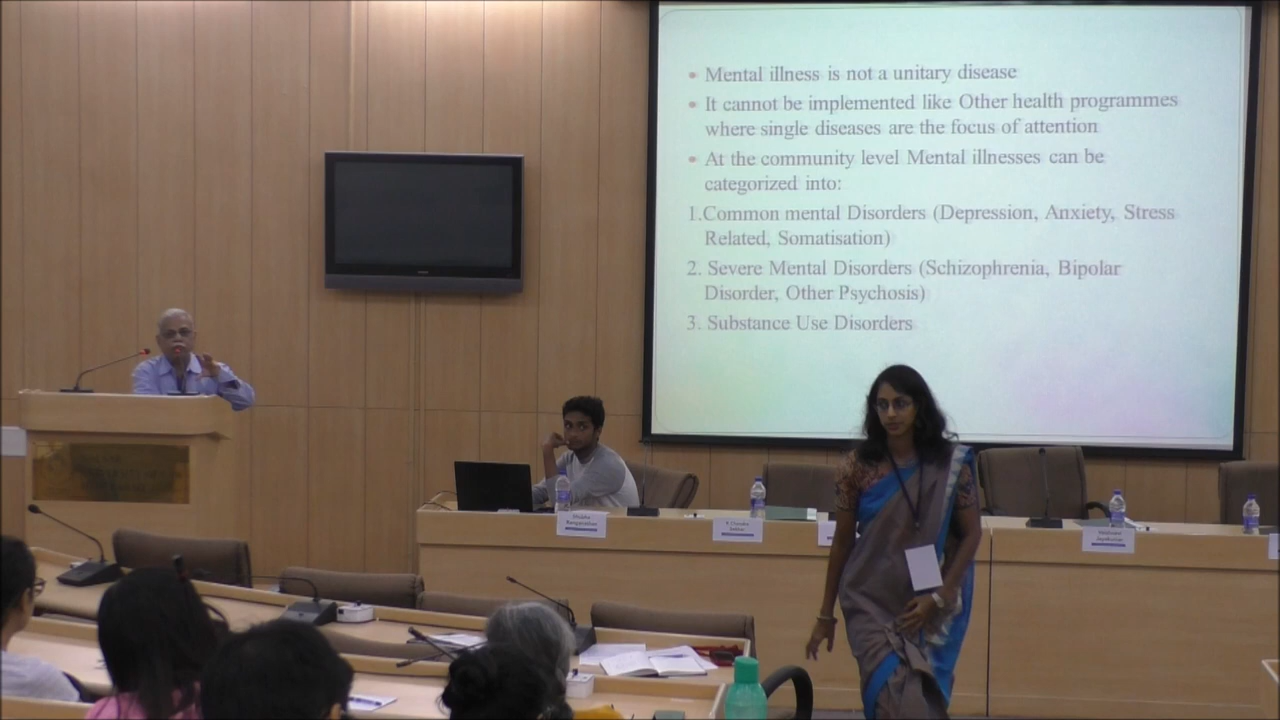 • Mental illness is not a unitary disease
• It cannot be implemented like Other health programmes
where single diseases are the focus of attention
• At the community level Mental illnesses can be
categorized into:
1.Common mental Disorders (Depression, Anxiety, Stress
Related, Somatisation)
2. Severe Mental Disorders (Schizophrenia, Bipolar
Disorder, Other Psychosis)
3. Substance Use Disorders